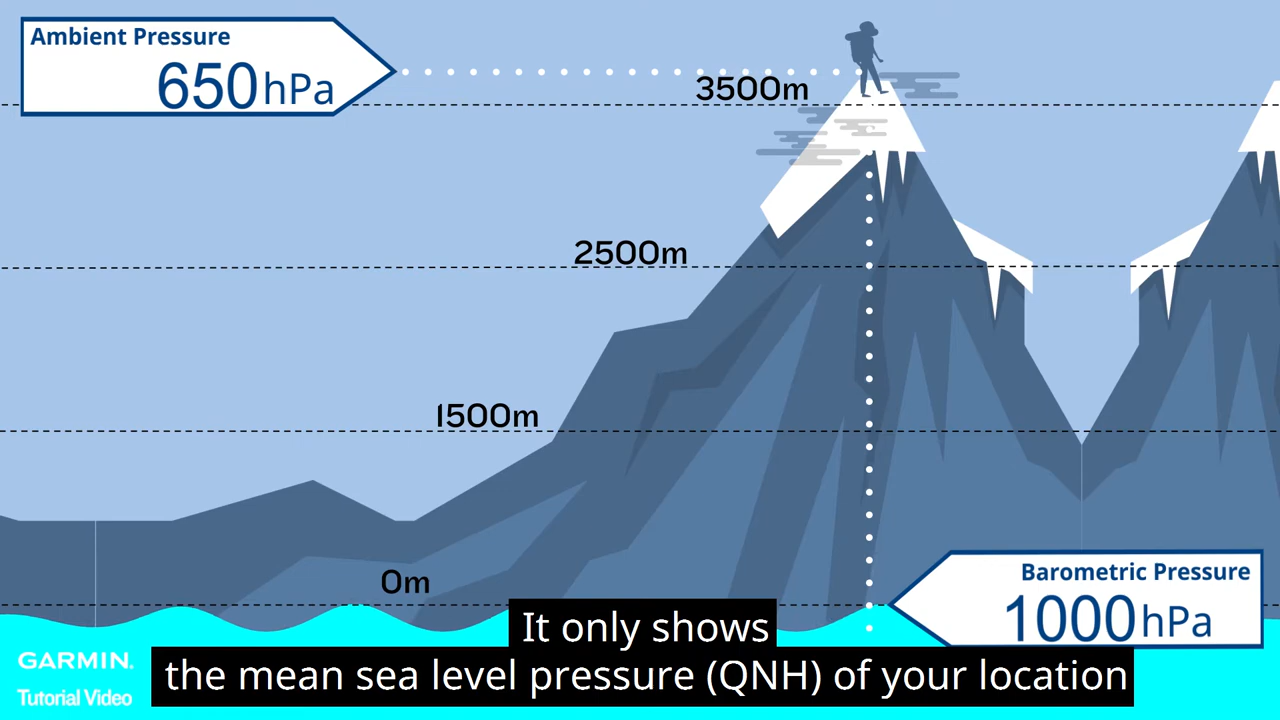 Ambient Pressure
650hPa
3500m
2500m
1500m
0m
Barometric Pressure
1000hPa
It only shows
the mean sea level pressure (QNH) of your location
GARMIN.
Tutorial Video